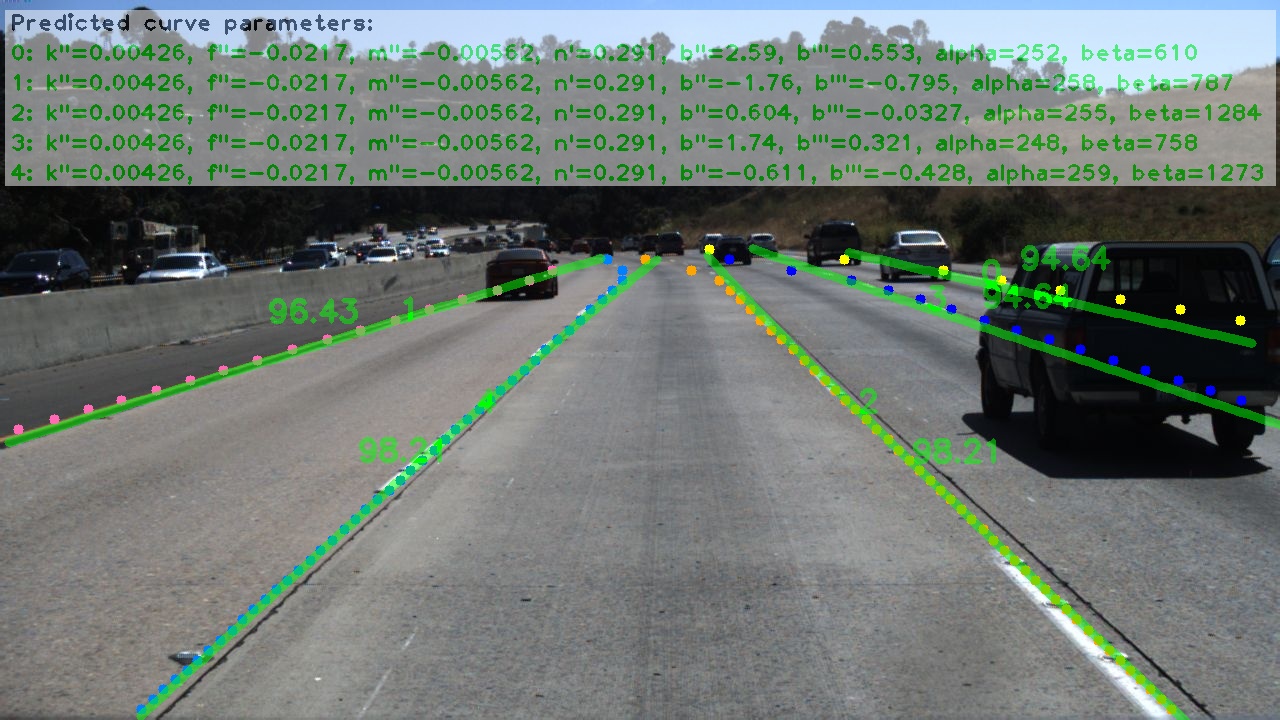 Predicted curve parameters:
0: k''=0.00426, f''=-0.0217, m''=-0.00562, n'=0.291, b''=2.59, b'''=0.553, alpha=252, beta=610
1: k''=0.00426, f''=-0.0217, m''=-0.00562, n'=0.291, b''=-1.76, b'''=-0.795, alpha=258, beta=787
2: k''=0.00426, f''=-0.0217, m''=-0.00562, n'=0.291, b''=0.604, b'''=-0.0327, alpha=255, beta=1284
3: k''=0.00426, f''=-0.0217, m''=-0.00562, n'=0.291, b''=1.74, b'''=0.321, alpha=248, beta=758
4: k''=0.00426, f''=-0.0217, m''=-0.00562, n'=0.291, b''=-0.611, b'''=-0.428, alpha=259, beta=1273
0 94.64
3 94.64
96.43 1
2
98.21
98.21